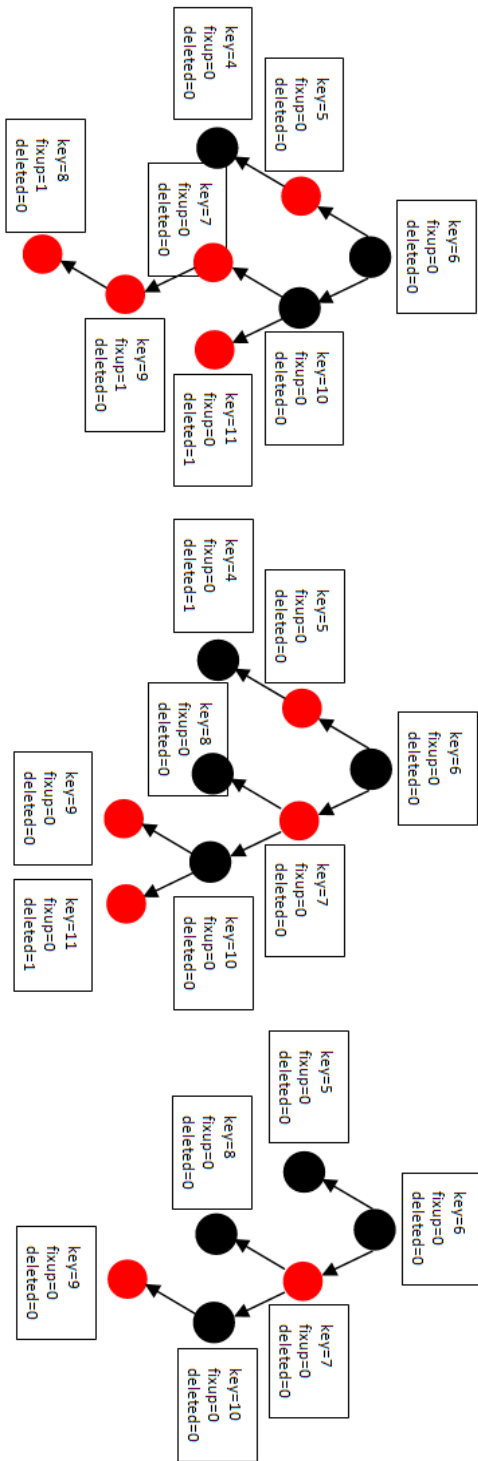 key=6
fixup=0
deleted=0
key=5
fixup=0
deleted=0
key=10
fixup=0
deleted=0
key=4
fixup=0
deleted=0
key=7
fixup=0
deleted=0
key=11
fixup=0
deleted=1
key=9
fixup=1
deleted=0
key=8
fixup=1
deleted=0
key=6
fixup=0
deleted=0
key=5
fixup=0
deleted=0
key=7
fixup=0
deleted=0
key=4
fixup=0
deleted=1
key=8
fixup=0
deleted=0
key=10
fixup=0
deleted=0
key=9
fixup=0
deleted=0
key=11
fixup=0
deleted=1
key=6
fixup=0
deleted=0
key=5
fixup=0
deleted=0
key=7
fixup=0
deleted=0
key=8
fixup=0
deleted=0
key=10
fixup=0
deleted=0
key=9
fixup=0
deleted=0